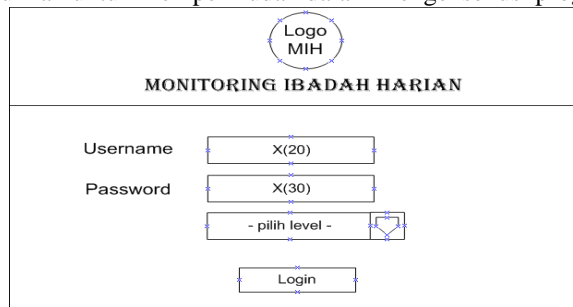 Logo
MIH
MONITORING IBADAH HARIAN
Username X(20)
Password X(30)
- pilih level -
Login